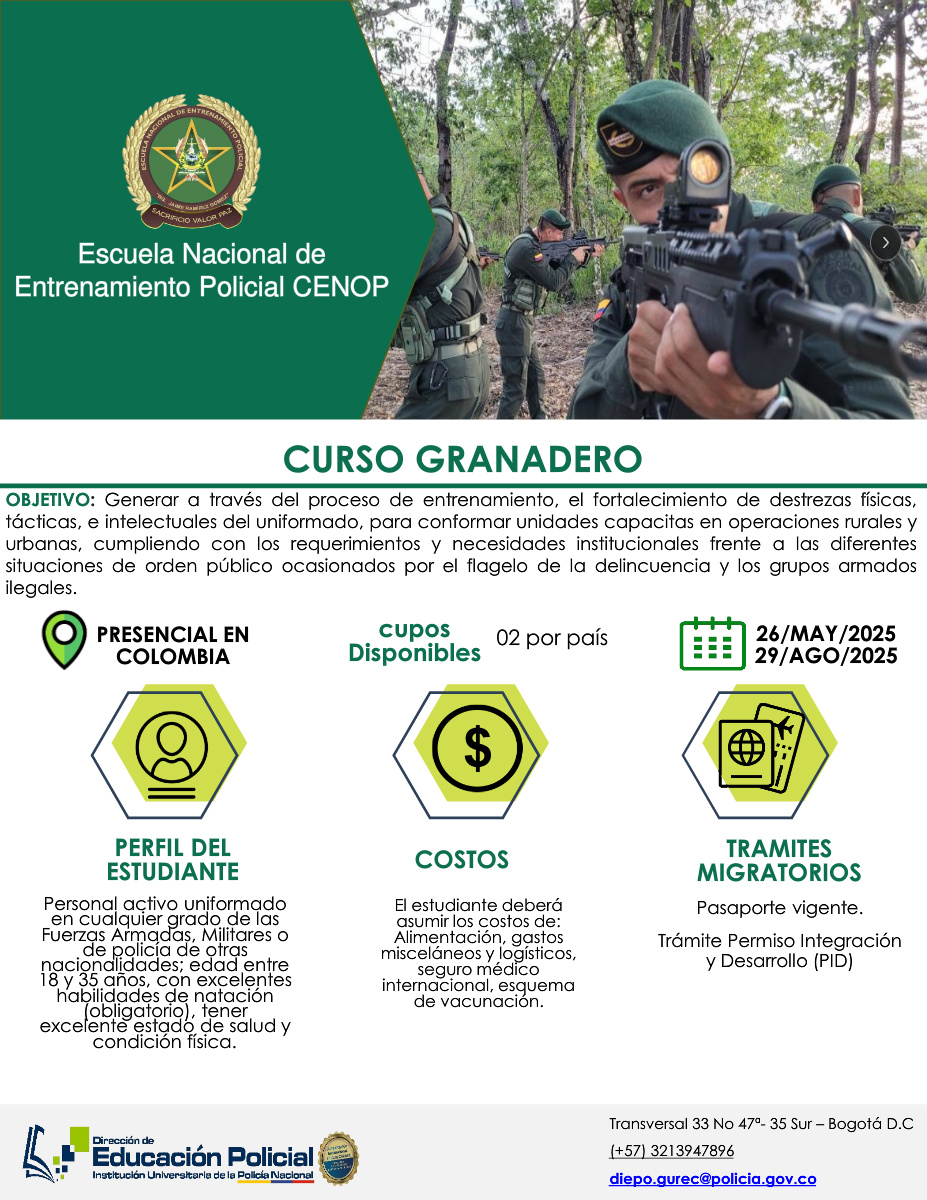 ESCUELA NACIONAL DE ENTRENAMIENTO POLICIAL
SACRIFICIO VALOR PAZ
Escuela Nacional de
Entrenamiento Policial CENOP
CURSO GRANADERO
OBJETIVO: Generar a través del proceso de entrenamiento, el fortalecimiento de destrezas físicas,
tácticas, e intelectuales del uniformado, para conformar unidades capacitas en operaciones rurales y
urbanas, cumpliendo con los requerimientos y necesidades institucionales frente a las diferentes
situaciones de orden público ocasionados por el flagelo de la delincuencia y los grupos armados
ilegales.
PRESENCIAL EN
COLOMBIA
cupos
Disponibles
02 por país
26/MAY/2025
29/AGO/2025
$
PERFIL DEL
ESTUDIANTE
Personal activo uniformado
en cualquier grado de las
Fuerzas Armadas, Militares o
de policía de otras
nacionalidades; edad entre
18 y 35 años, con excelentes
habilidades de natación
(obligatorio), tener
excelente estado de salud y
condición física.
COSTOS
El estudiante deberá
asumir los costos de:
Alimentación, gastos
misceláneos y logísticos,
seguro médico
internacional, esquema
de vacunación.
TRAMITES
MIGRATORIOS
Pasaporte vigente.
Trámite Permiso Integración
y Desarrollo (PID)
Dirección de
Educación Policial
Institución Universitaria de la Policía Nacional
Transversal 33 No 47ª- 35 Sur – Bogotá D.C
(+57) 3213947896
diepo.gurec@policia.gov.co